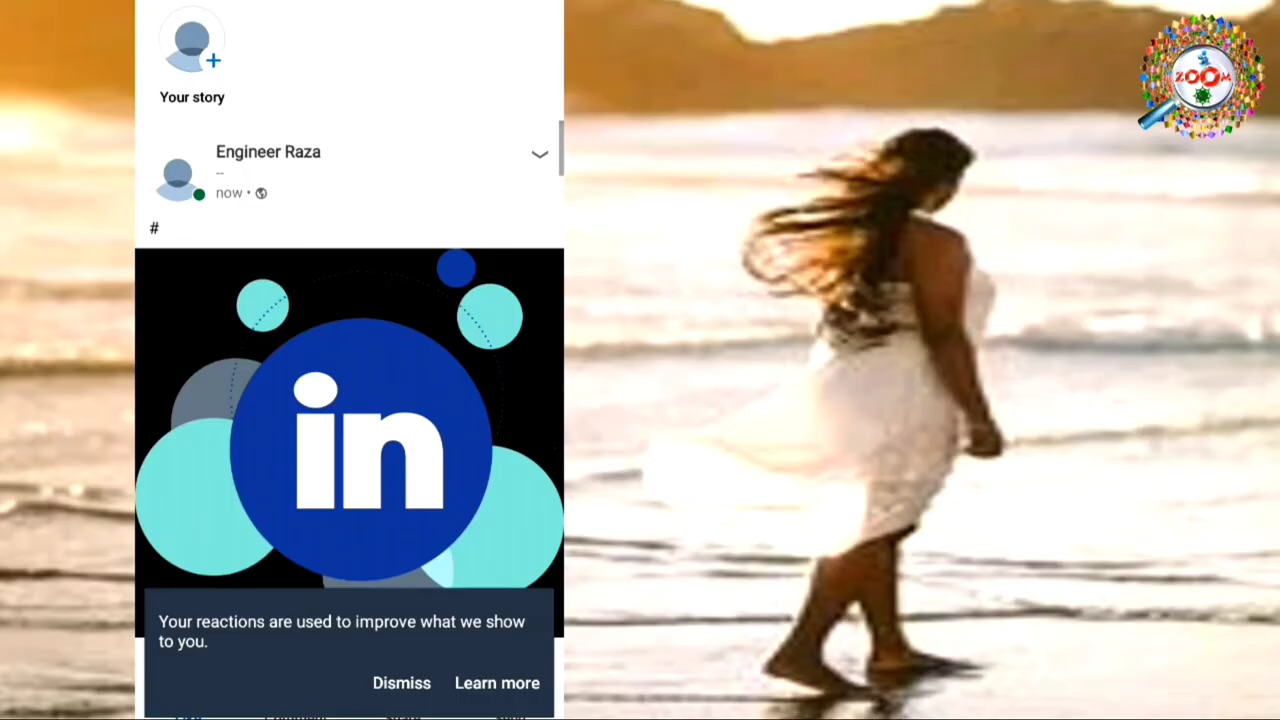 Your story
Engineer Raza
--
now •
#
in
Your reactions are used to improve what we show
to you.
Dismiss
Learn more
ZOOM